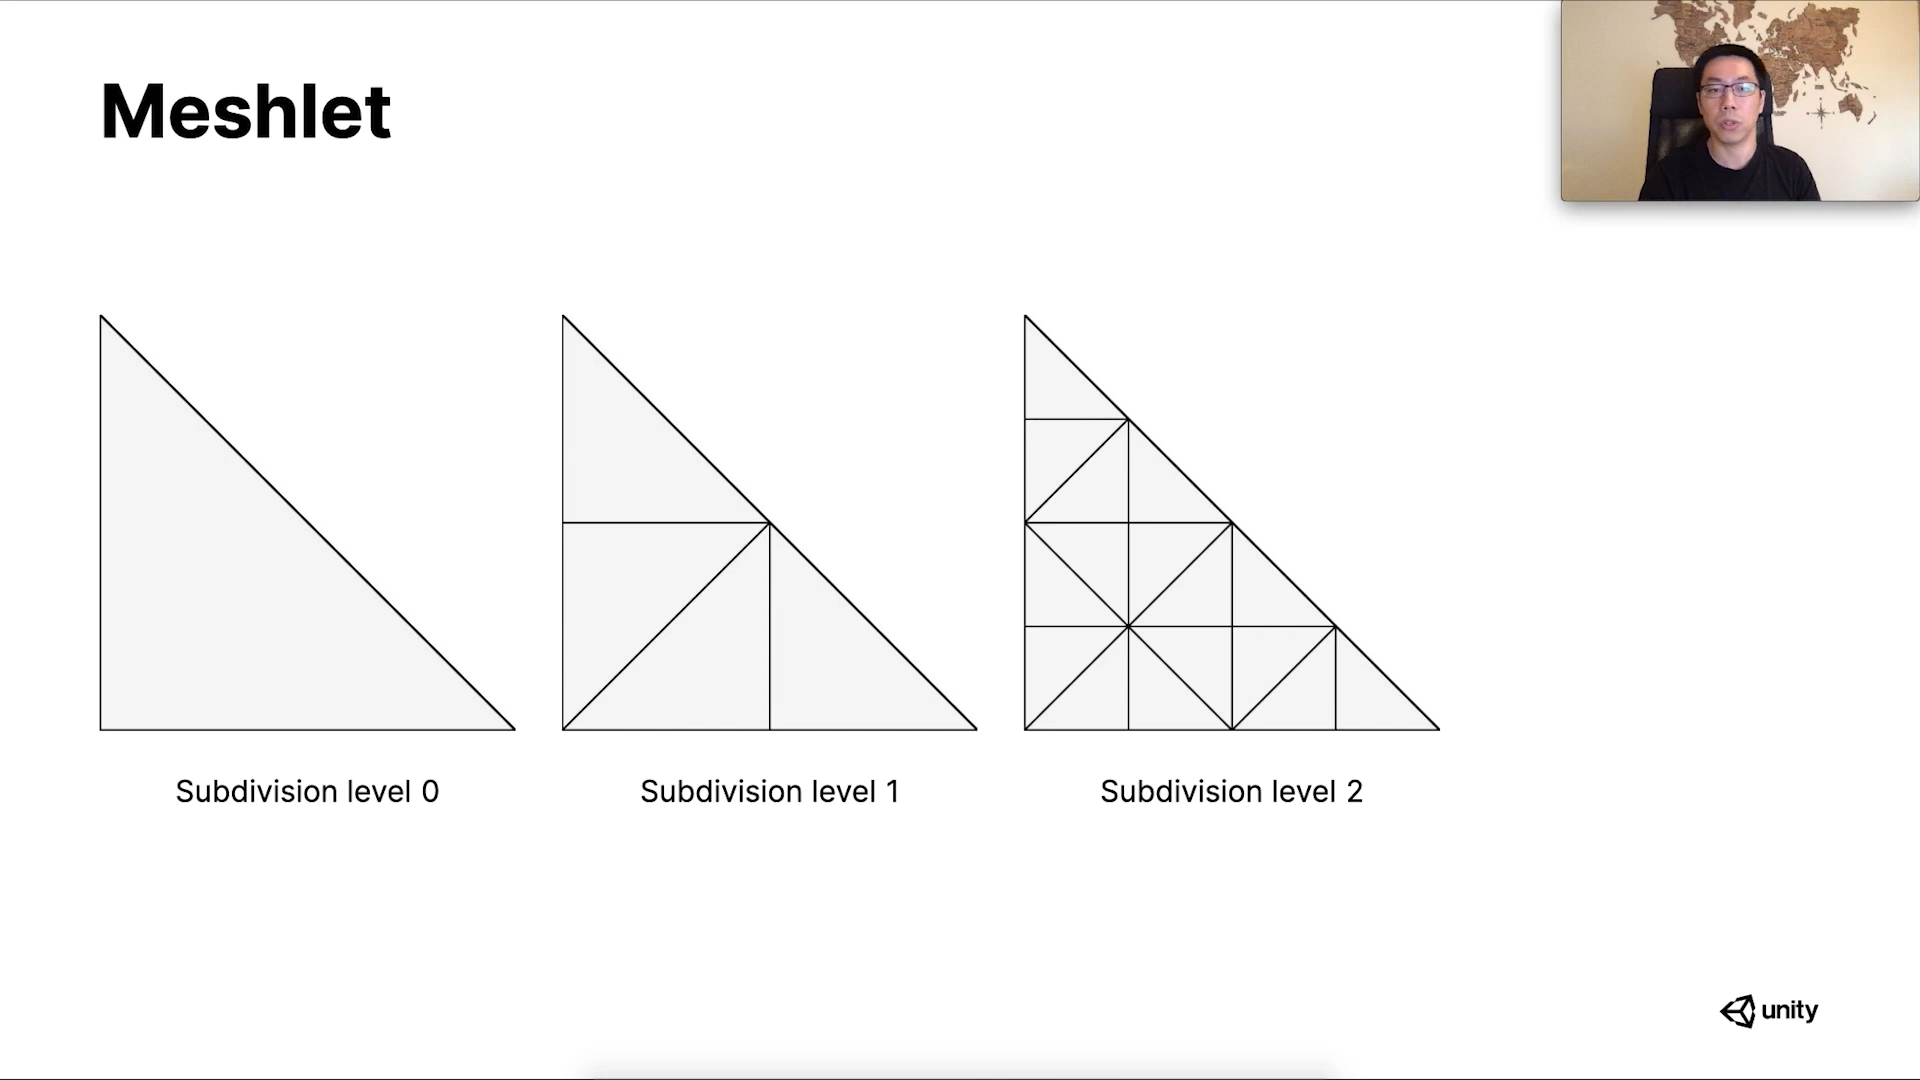 Meshlet
Subdivision level 0
Subdivision level 1
Subdivision level 2
unity